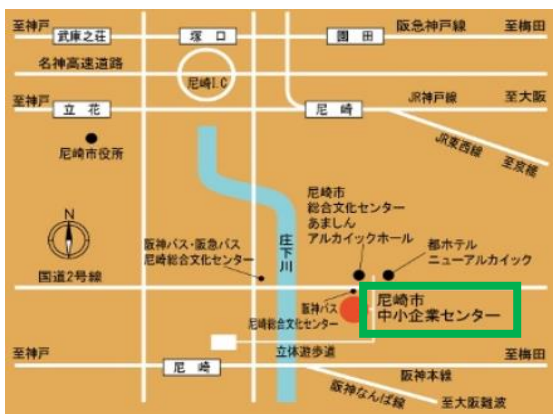 至神戸
武庫之荘
塚口
園田
阪急神戸線
至梅田
名神高速道路
尼崎I.C
至神戸
立花
尼崎
JR神戸線
至大阪
JR東西線
至京橋
尼崎市役所
N
尼崎市
総合文化センター
あましん
アルカイックホール
阪神バス・阪急バス
尼崎総合文化センター
庄下川
都ホテル
ニューアルカイック
国道2号線
阪神バス
尼崎総合文化センター
尼崎市
中小企業センター
立体遊歩道
至神戸
尼崎
阪神本線
至梅田
阪神なんば線
至大阪難波